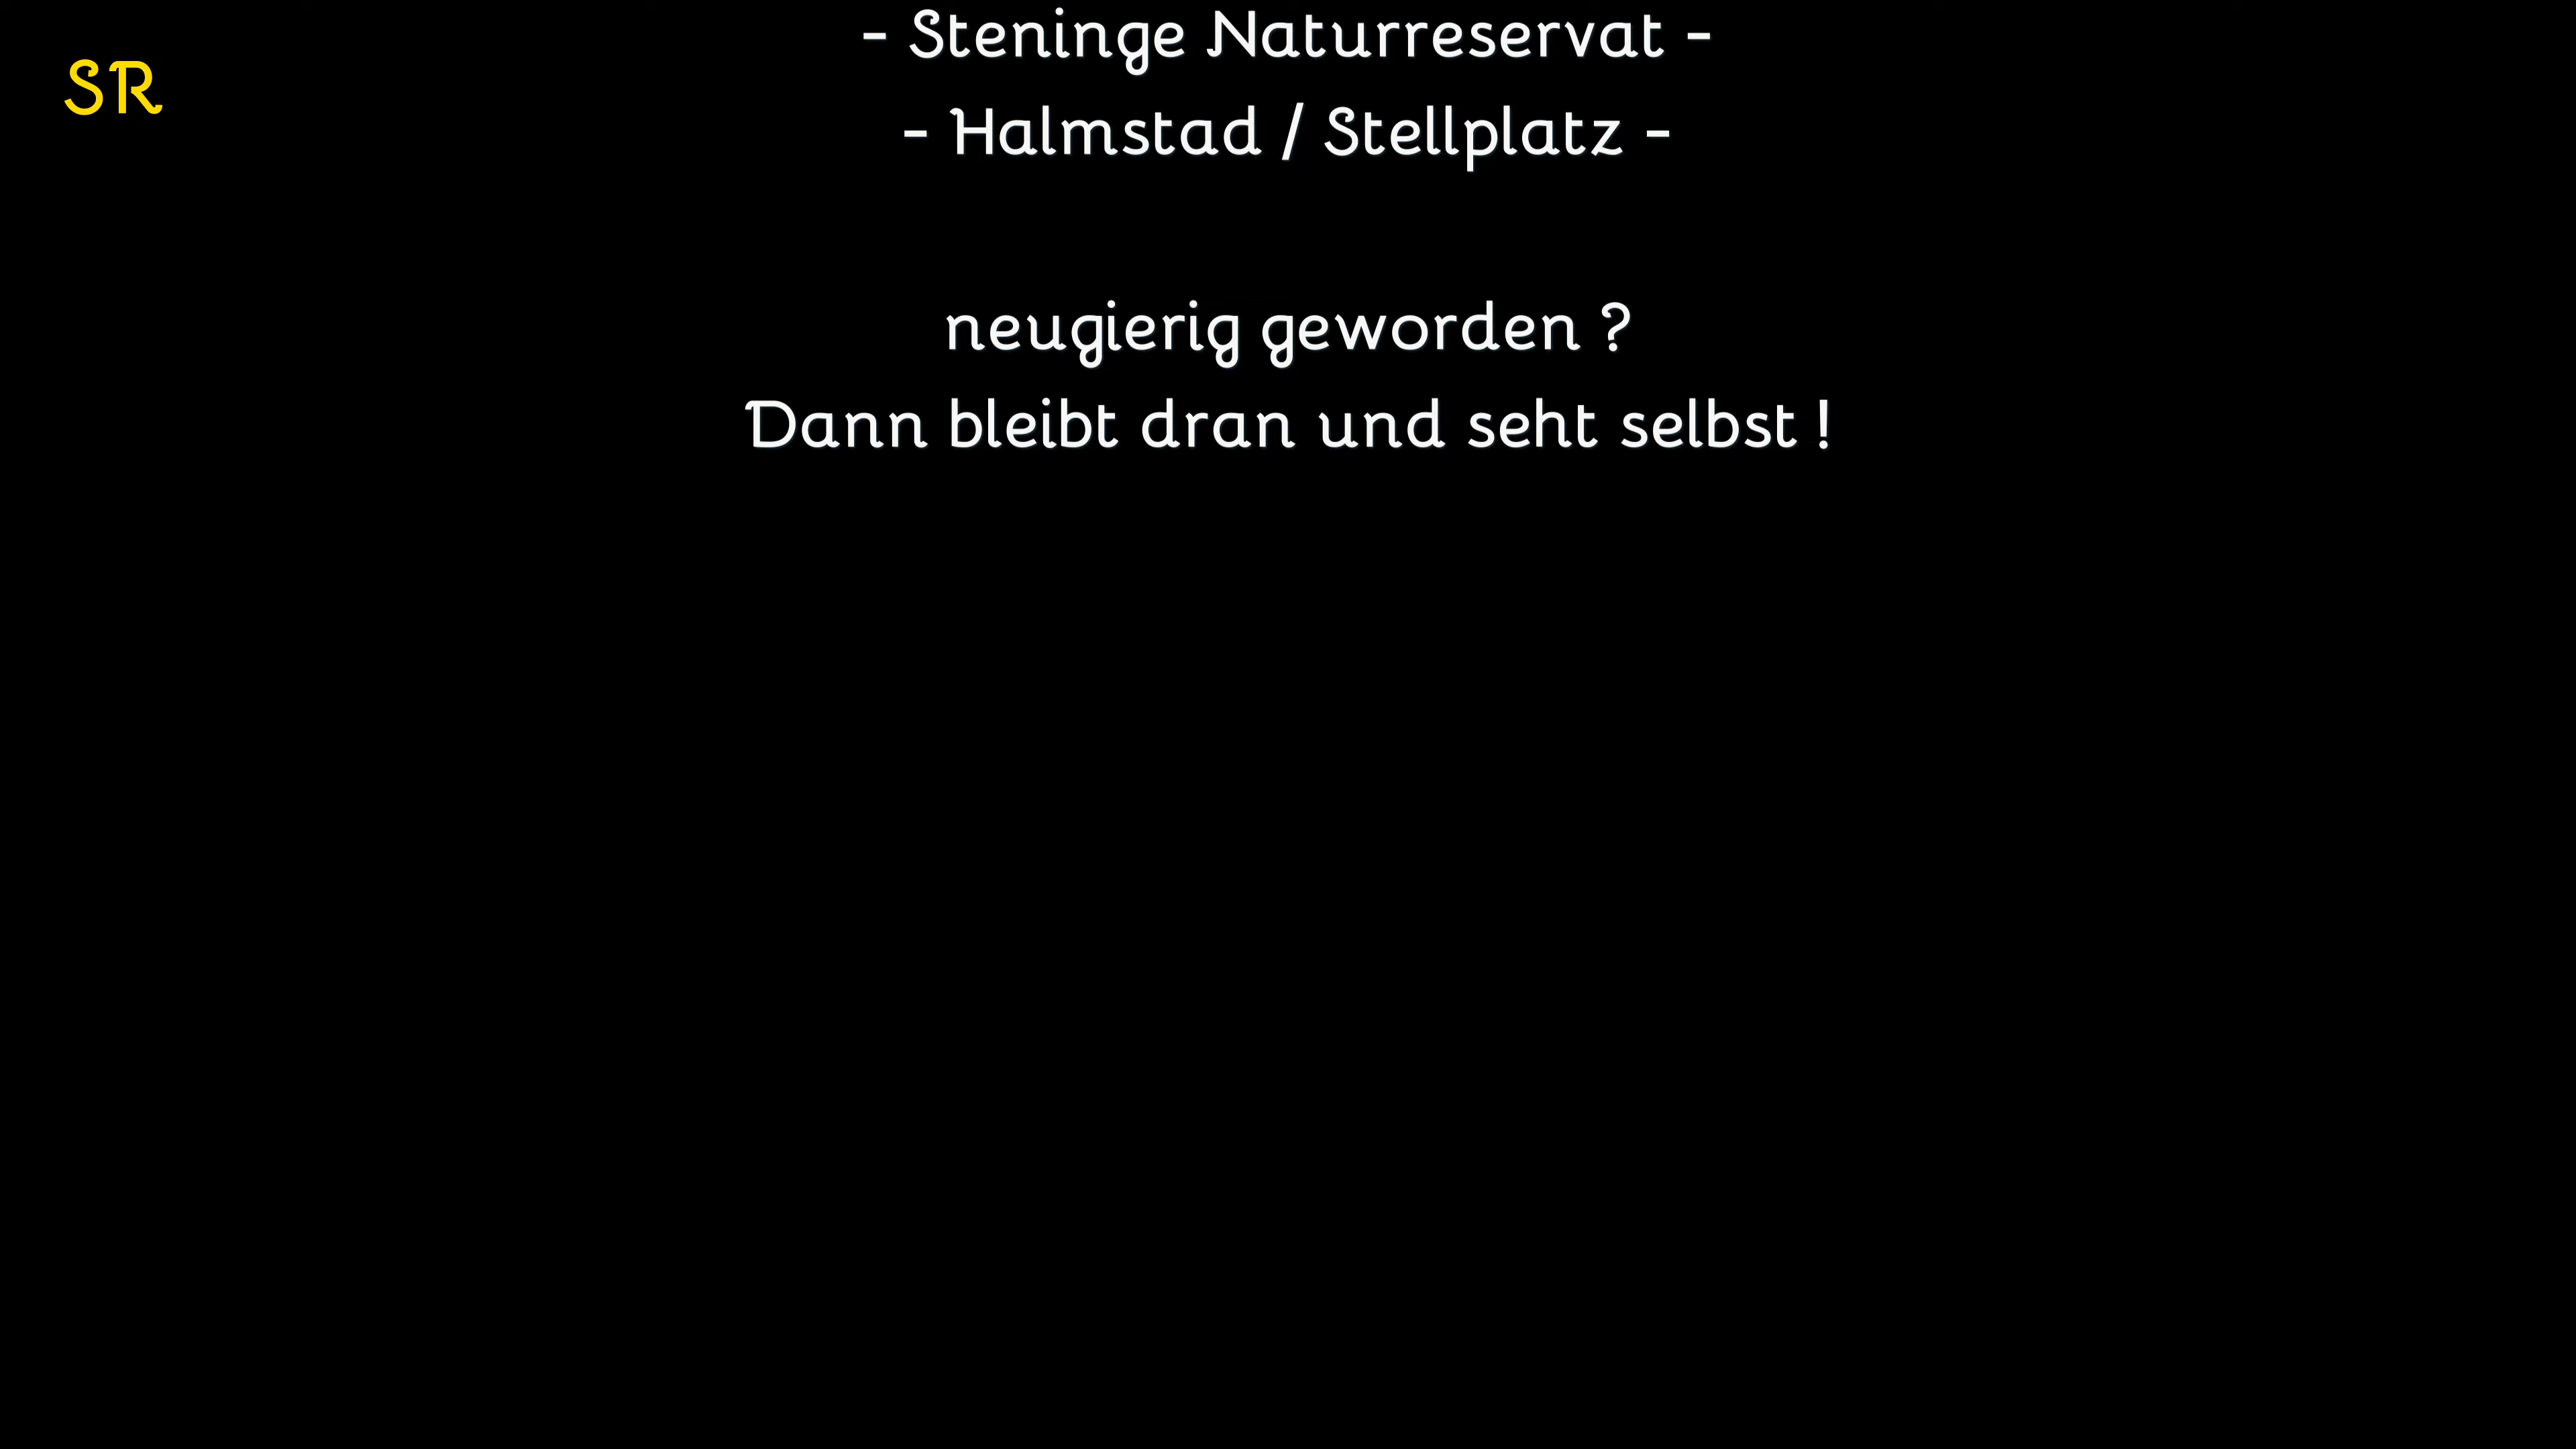 - Steninge Naturreservat -
SR
- Halmstad / Stellplatz -
neugierig geworden ?
Dann bleibt dran und seht selbst !